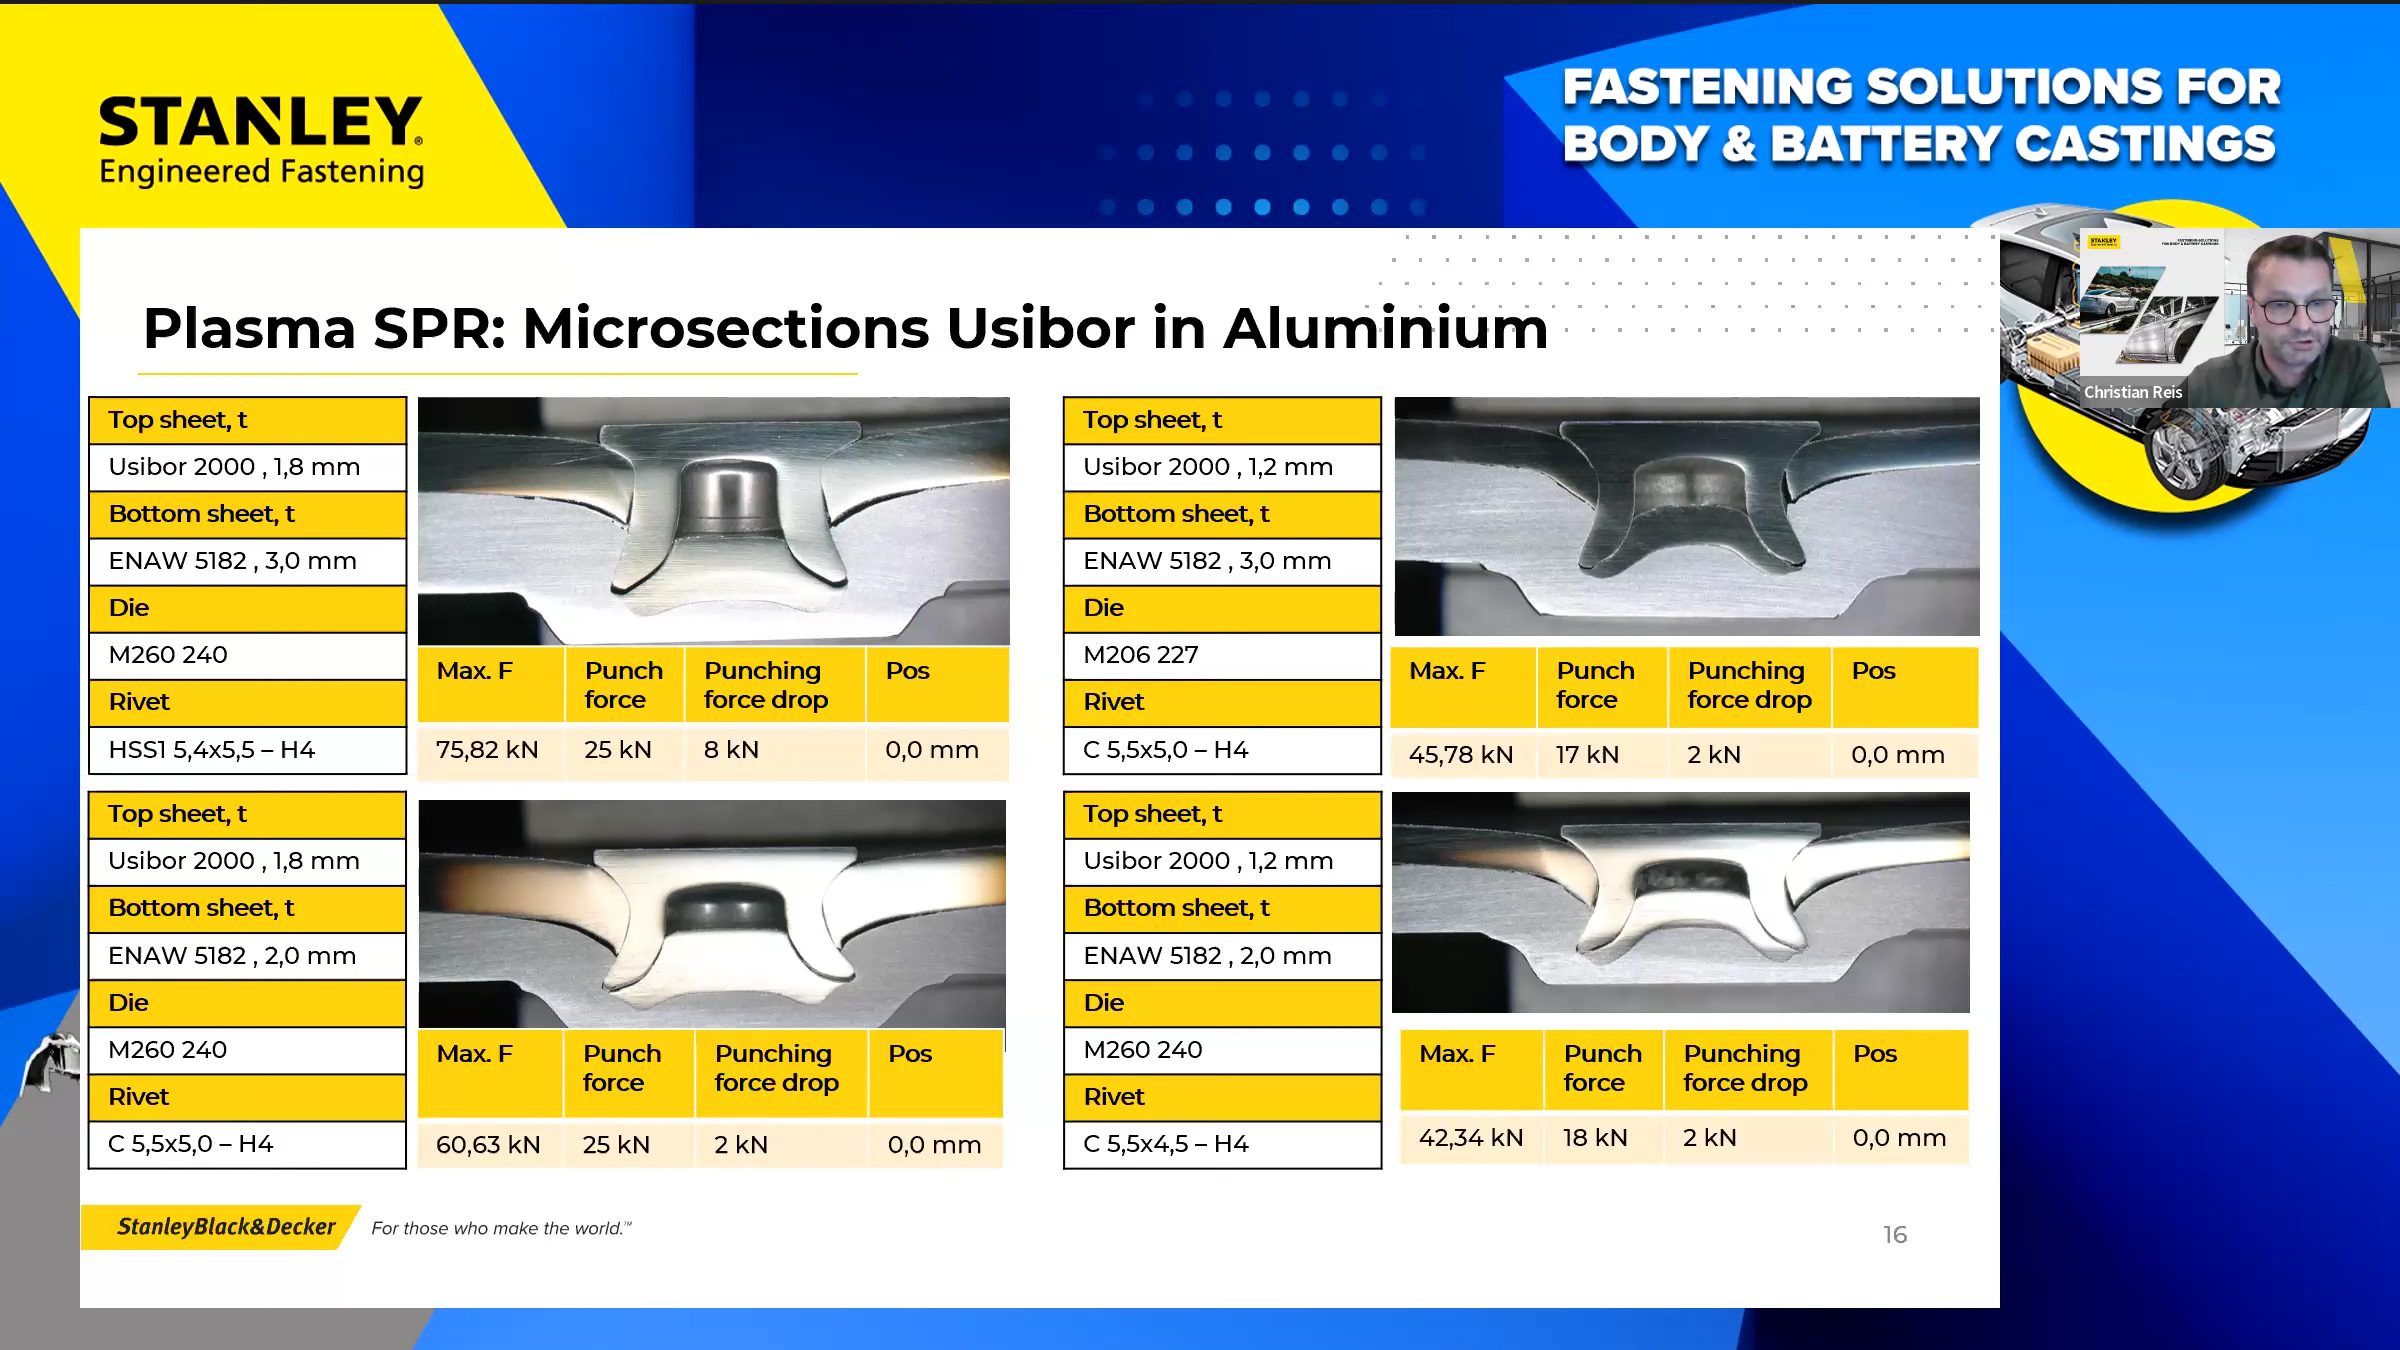 STANLEY
Engineered Fastening
FASTENING SOLUTIONS FOR
BODY & BATTERY CASTINGS
Plasma SPR: Microsections Usibor in Aluminium
Top sheet, t
Usibor 2000 , 1,8 mm
Bottom sheet, t
ENAW 5182 , 3,0 mm
Die
M260 240
Rivet
HSS1 5,4x5,5 – H4
Max. F Punch force Punching force drop Pos
75,82 kN 25 kN 8 kN 0,0 mm
Top sheet, t
Usibor 2000 , 1,2 mm
Bottom sheet, t
ENAW 5182 , 3,0 mm
Die
M206 227
Rivet
C 5,5x5,0 – H4
Max. F Punch force Punching force drop Pos
45,78 kN 17 kN 2 kN 0,0 mm
Top sheet, t
Usibor 2000 , 1,8 mm
Bottom sheet, t
ENAW 5182 , 2,0 mm
Die
M260 240
Rivet
C 5,5x5,0 – H4
Max. F Punch force Punching force drop Pos
60,63 kN 25 kN 2 kN 0,0 mm
Top sheet, t
Usibor 2000 , 1,2 mm
Bottom sheet, t
ENAW 5182 , 2,0 mm
Die
M260 240
Rivet
C 5,5x4,5 – H4
Max. F Punch force Punching force drop Pos
42,34 kN 18 kN 2 kN 0,0 mm
StanleyBlack&Decker For those who make the world.™
16
STANLEY
Christian Reis